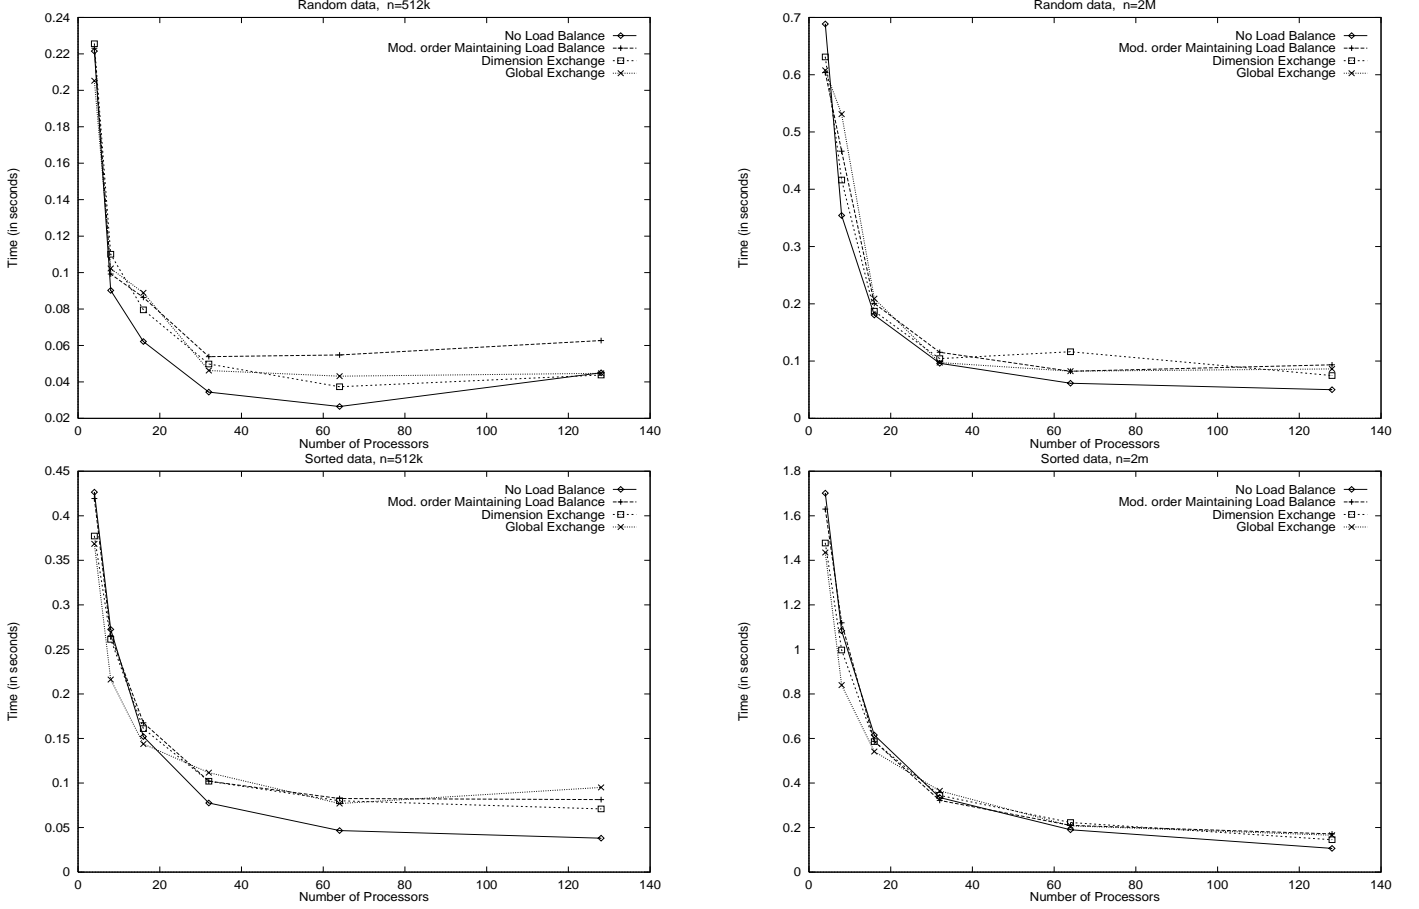 Random data, n=512k
0.24
0.22
0.2
0.18
0.16
0.14
0.12
0.1
0.08
0.06
0.04
0.02
Time (in seconds)
No Load Balance
Mod. order Maintaining Load Balance
Dimension Exchange
Global Exchange
0 20 40 60 80 100 120 140
Number of Processors
Random data, n=2M
0.7
0.6
0.5
0.4
0.3
0.2
0.1
0
Time (in seconds)
No Load Balance
Mod. order Maintaining Load Balance
Dimension Exchange
Global Exchange
0 20 40 60 80 100 120 140
Number of Processors
Sorted data, n=512k
0.45
0.4
0.35
0.3
0.25
0.2
0.15
0.1
0.05
0
Time (in seconds)
No Load Balance
Mod. order Maintaining Load Balance
Dimension Exchange
Global Exchange
0 20 40 60 80 100 120 140
Number of Processors
Sorted data, n=2m
1.8
1.6
1.4
1.2
1
0.8
0.6
0.4
0.2
0
Time (in seconds)
No Load Balance
Mod. order Maintaining Load Balance
Dimension Exchange
Global Exchange
0 20 40 60 80 100 120 140
Number of Processors